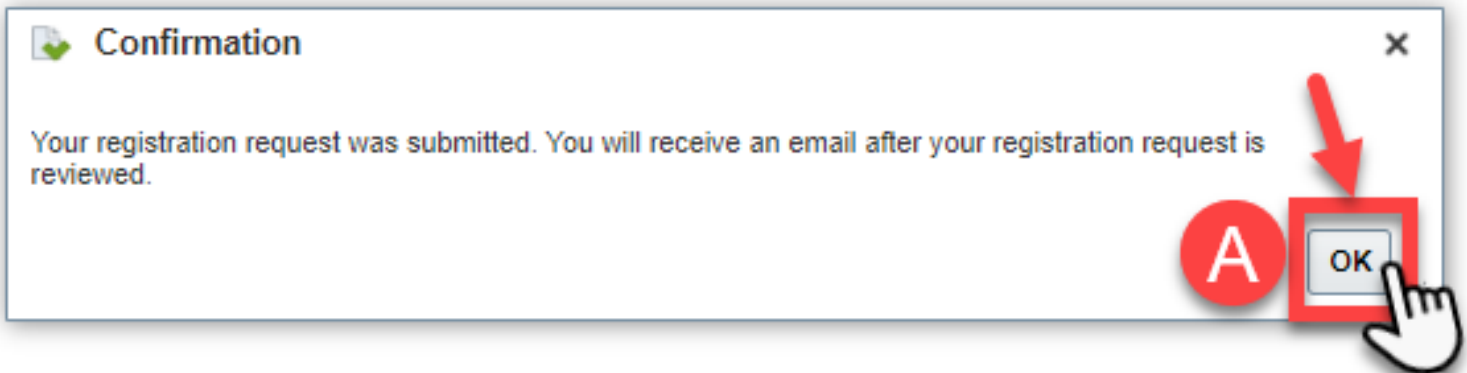 Confirmation
Your registration request was submitted. You will receive an email after your registration request is
reviewed.
A
OK